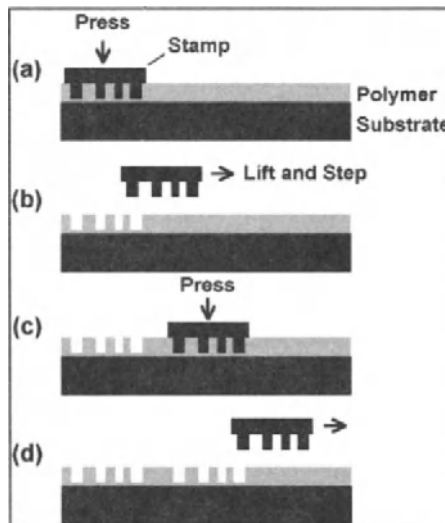 Press
Stamp
(a)
Polymer
Substrate
(b)
Lift and Step
Press
(c)
(d)